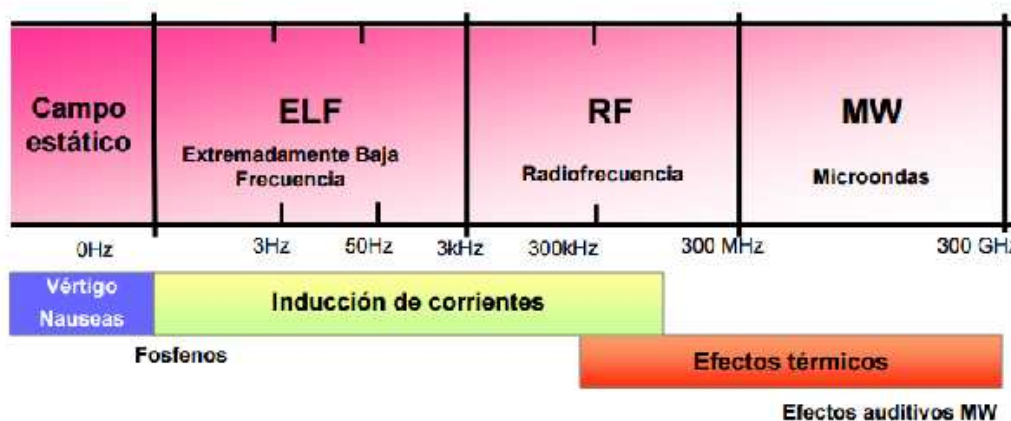 Campo
estático
ELF
Extremadamente Baja
Frecuencia
RF
Radiofrecuencia
MW
Microondas
0Hz
3Hz
50Hz
3kHz
300kHz
300 MHz
300 GHz
Vértigo
Nauseas
Inducción de corrientes
Fosfenos
Efectos térmicos
Efectos auditivos MW